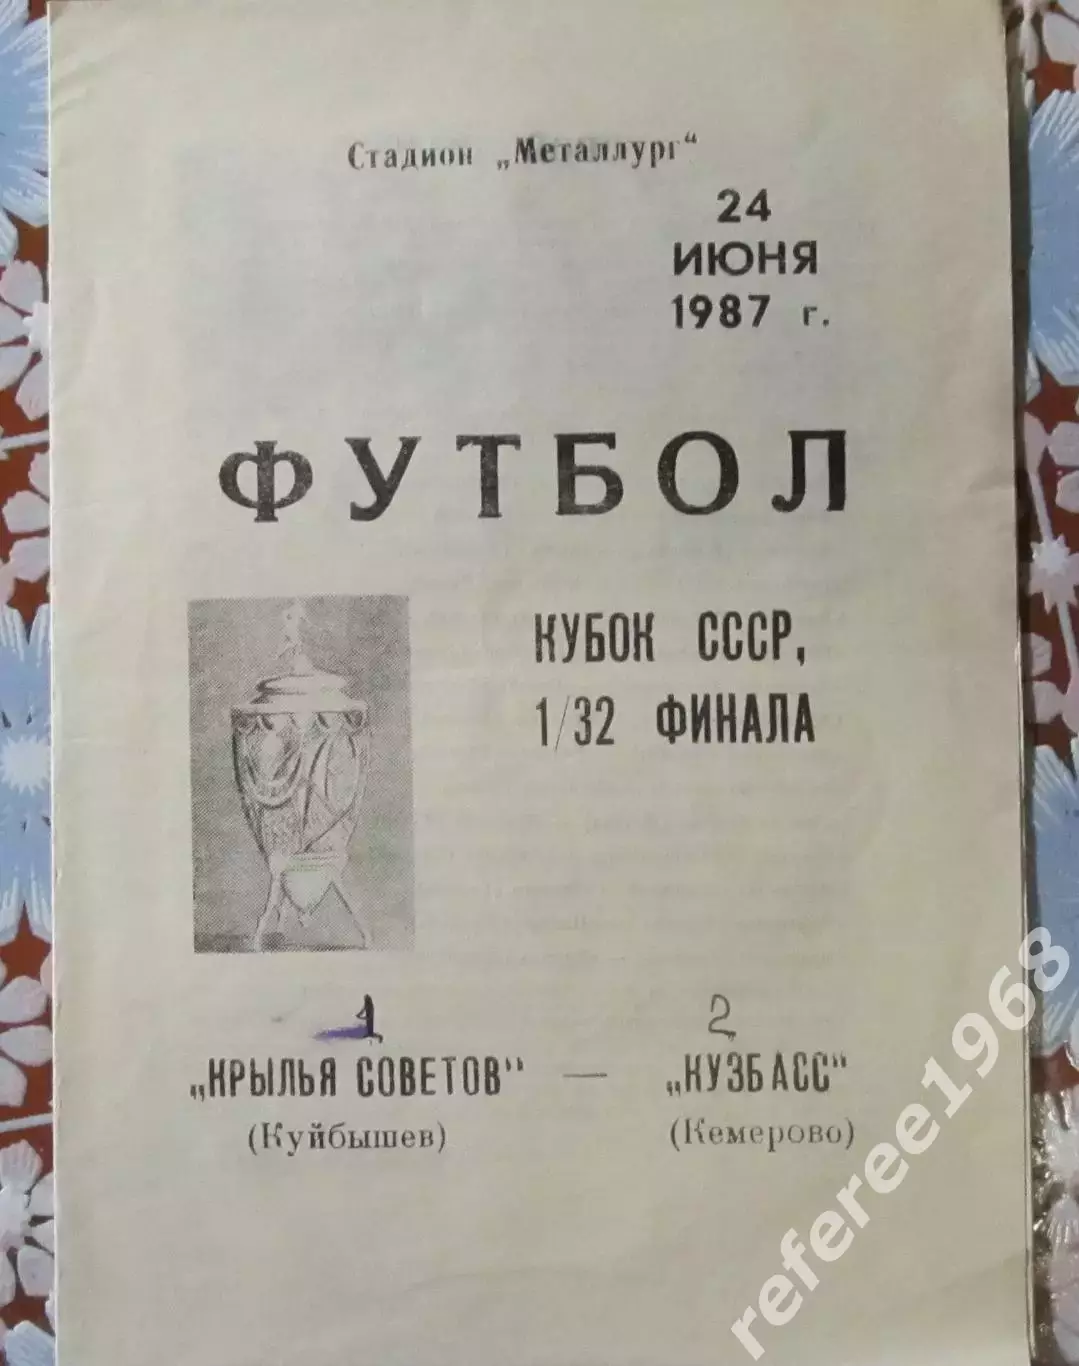 Стадион „Металлург“
24
ИЮНЯ
1987 г.
ФУТБОЛ
КУБОК СССР,
1/32 ФИНАЛА
1 2
„КРЫЛЬЯ СОВЕТОВ“ — „КУЗБАСС“
(Куйбышев) (Кемерово)
referee1968